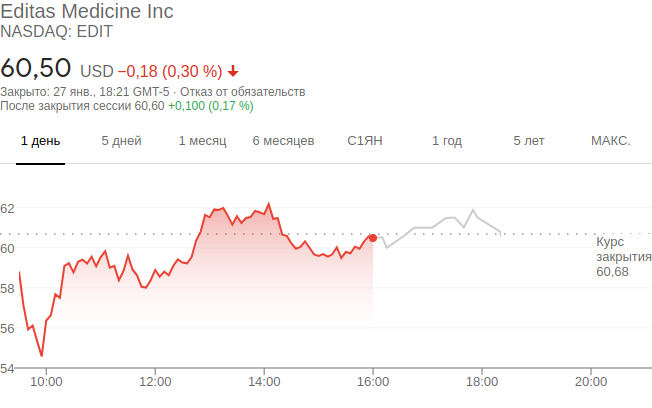 Editas Medicine Inc
NASDAQ: EDIT
60,50 USD −0,18 (0,30 %)
Закрыто: 27 янв., 18:21 GMT-5 · Отказ от обязательств
После закрытия сессии 60,60 +0,100 (0,17 %)
1 день 5 дней 1 месяц 6 месяцев С1ЯН 1 год 5 лет МАКС.
62
60
58
56
54
Курс
закрытия
60,68
10:00 12:00 14:00 16:00 18:00 20:00